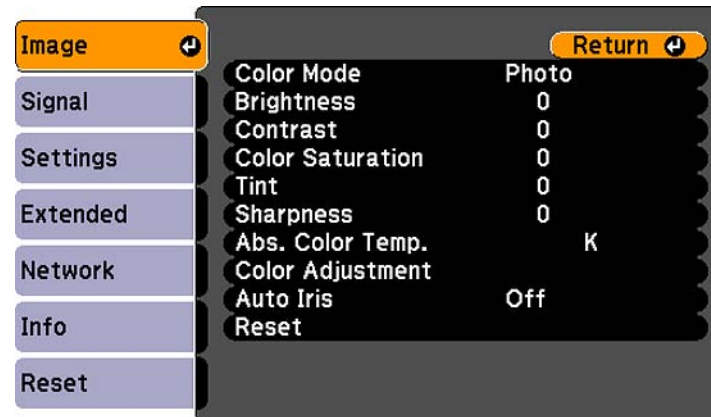 Image
Signal
Settings
Extended
Network
Info
Reset
Return
Color Mode Photo
Brightness 0
Contrast 0
Color Saturation 0
Tint 0
Sharpness 0
Abs. Color Temp. K
Color Adjustment
Auto Iris Off
Reset